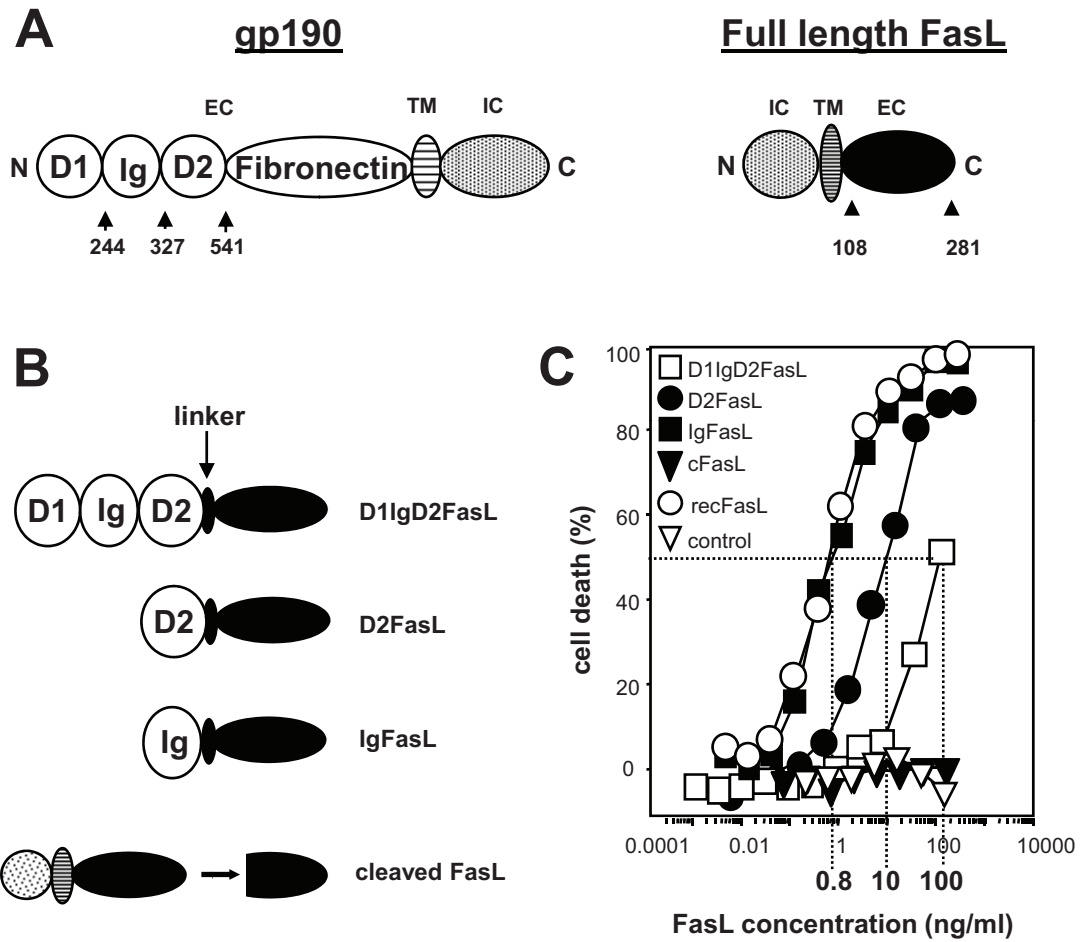 A
gp190
Full length FasL
EC
TM
IC
IC
TM
EC
N
D1
Ig
D2
Fibronectin
C
N
C
244
327
541
108
281
B
linker
D1
Ig
D2
D1IgD2FasL
D2
D2FasL
Ig
IgFasL
cleaved FasL
C
cell death (%)
100
80
60
40
20
0
D1IgD2FasL
D2FasL
IgFasL
cFasL
recFasL
control
0.0001
0.01
1
100
10000
0.8
10
100
FasL concentration (ng/ml)